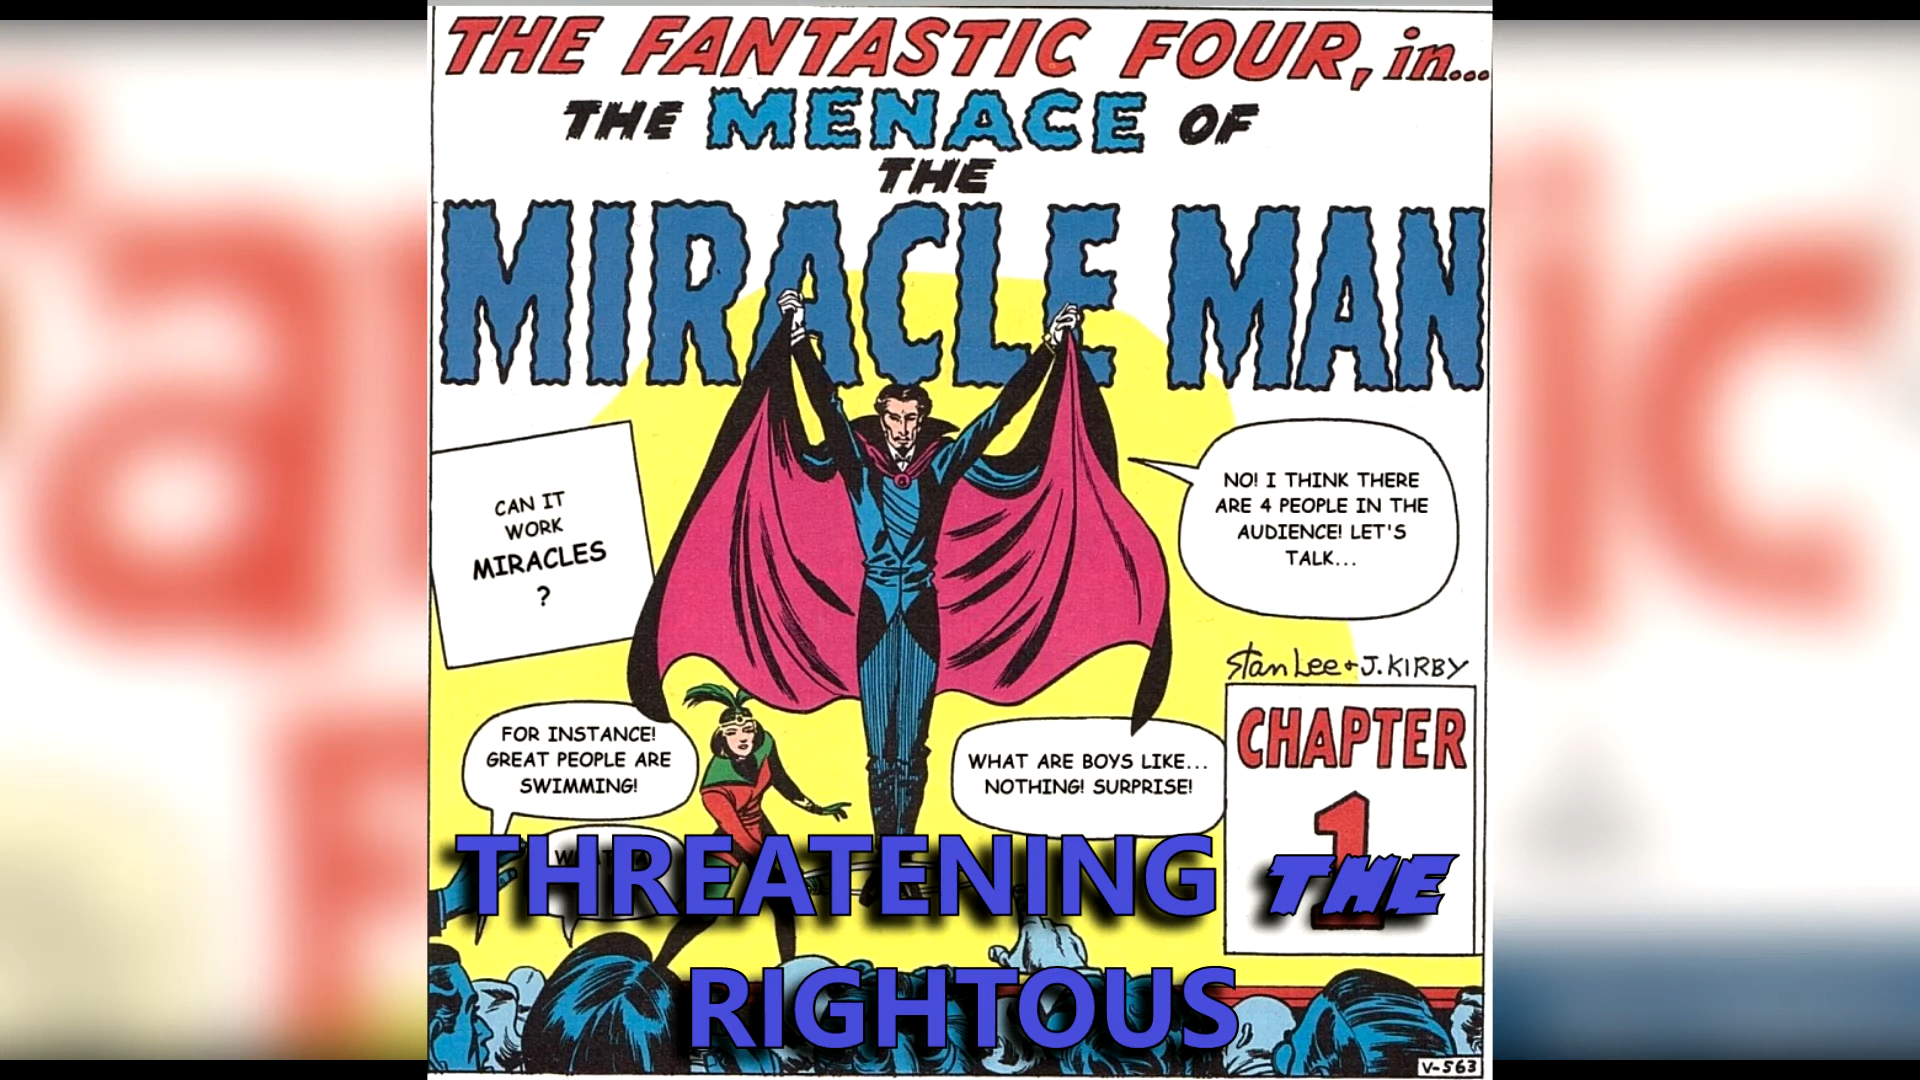 THE FANTASTIC FOUR, in...
THE MENACE OF
THE
MIRACLE MAN
CAN IT
WORK
MIRACLES
?
NO! I THINK THERE
ARE 4 PEOPLE IN THE
AUDIENCE! LET'S
TALK...
Stan Lee & J. KIRBY
FOR INSTANCE!
GREAT PEOPLE ARE
SWIMMING!
WHAT ARE BOYS LIKE...
NOTHING! SURPRISE!
CHAPTER
1
THREATENING THE
RIGHTOUS
V-563